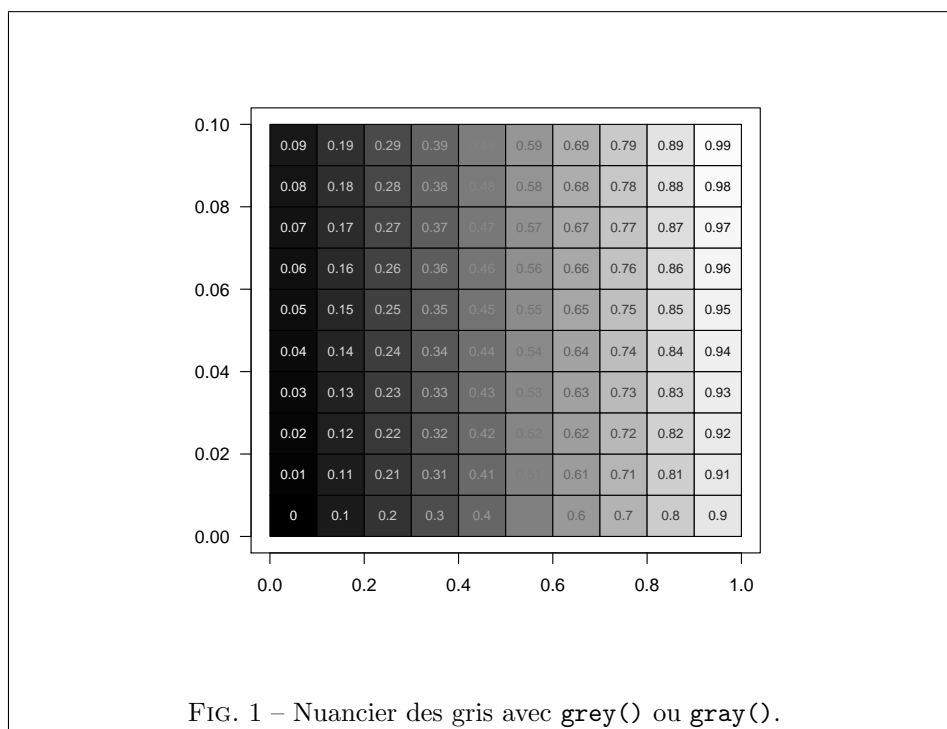 0.10 0.09 0.19 0.29 0.39 0.59 0.69 0.79 0.89 0.99
0.08 0.18 0.28 0.38 0.48 0.58 0.68 0.78 0.88 0.98
0.08
0.07 0.17 0.27 0.37 0.47 0.57 0.67 0.77 0.87 0.97
0.06 0.16 0.26 0.36 0.46 0.56 0.66 0.76 0.86 0.96
0.06
0.05 0.15 0.25 0.35 0.45 0.55 0.65 0.75 0.85 0.95
0.04 0.14 0.24 0.34 0.44 0.54 0.64 0.74 0.84 0.94
0.04
0.03 0.13 0.23 0.33 0.43 0.53 0.63 0.73 0.83 0.93
0.02 0.12 0.22 0.32 0.42 0.52 0.62 0.72 0.82 0.92
0.02
0.01 0.11 0.21 0.31 0.41 0.51 0.61 0.71 0.81 0.91
0 0.1 0.2 0.3 0.4 0.6 0.7 0.8 0.9
0.00
0.0 0.2 0.4 0.6 0.8 1.0
FIG. 1 – Nuancier des gris avec grey() ou gray().